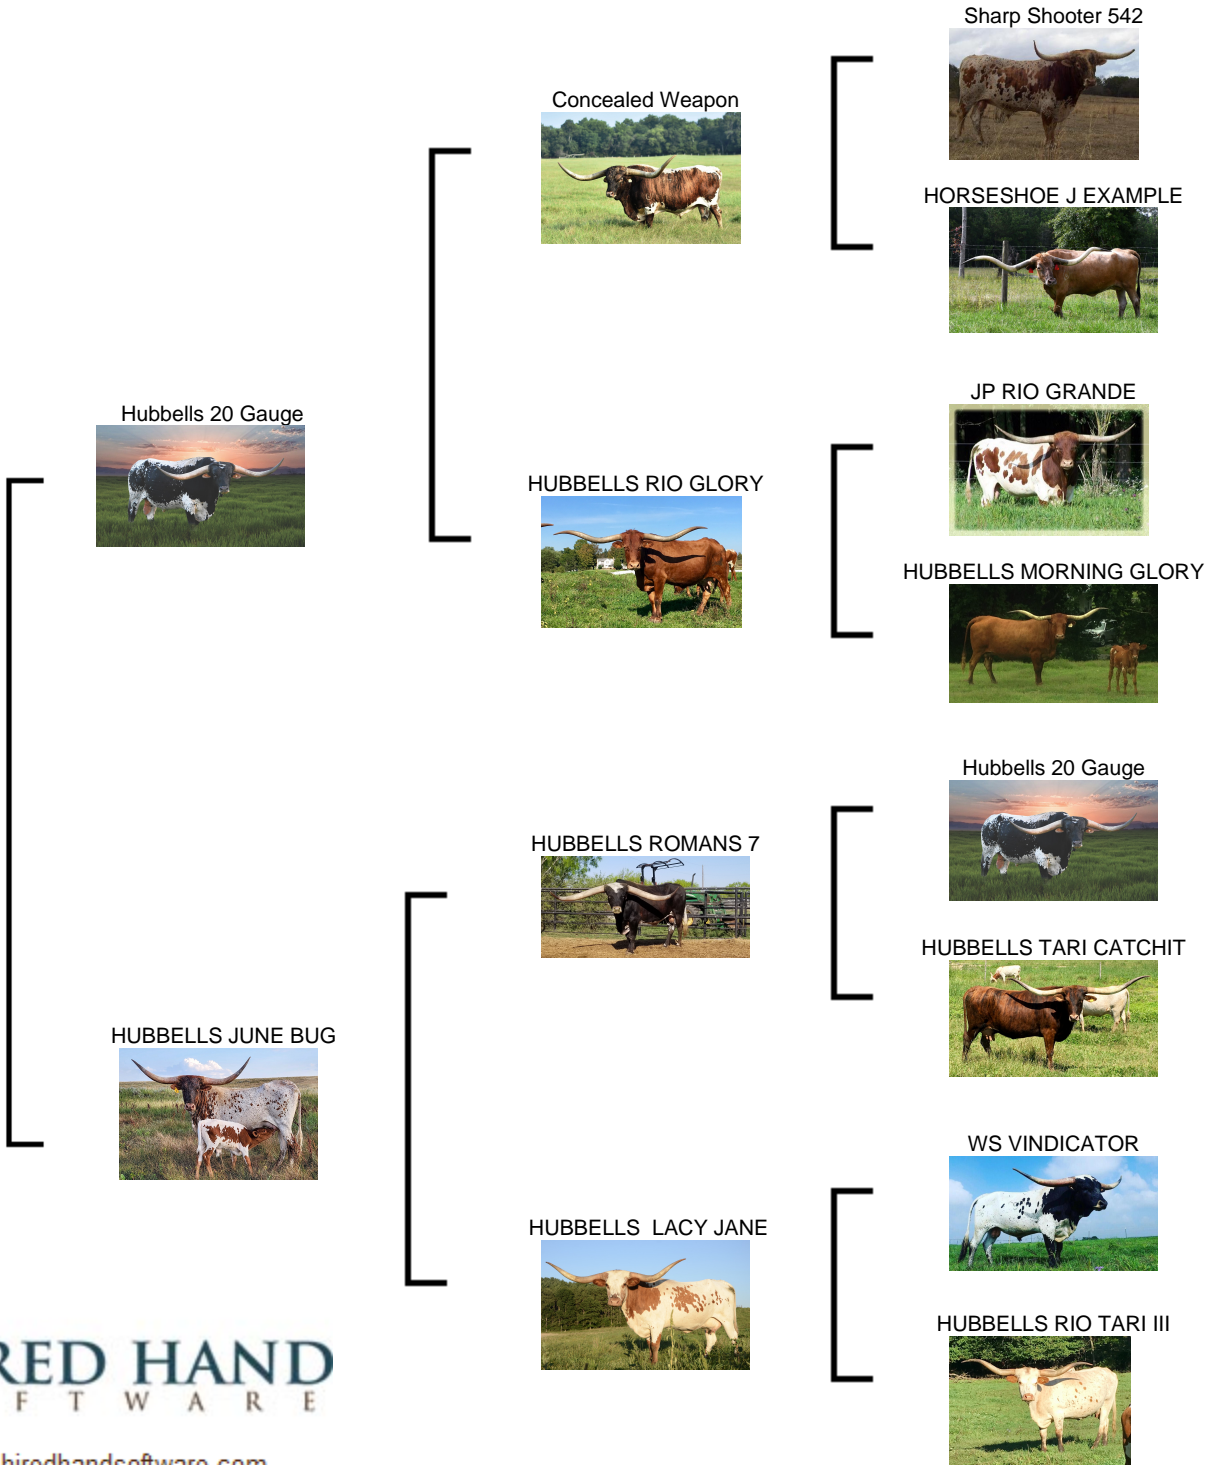 Sharp Shooter 542
Concealed Weapon
HORSESHOE J EXAMPLE
JP RIO GRANDE
Hubbells 20 Gauge
HUBBELLS RIO GLORY
HUBBELLS MORNING GLORY
Hubbells 20 Gauge
HUBBELLS ROMANS 7
HUBBELLS TARI CATCHIT
HUBBELLS JUNE BUG
WS VINDICATOR
HUBBELLS  LACY JANE
HUBBELLS RIO TARI III
RED HAND
F T W A R E
hiredhandsoftware.com